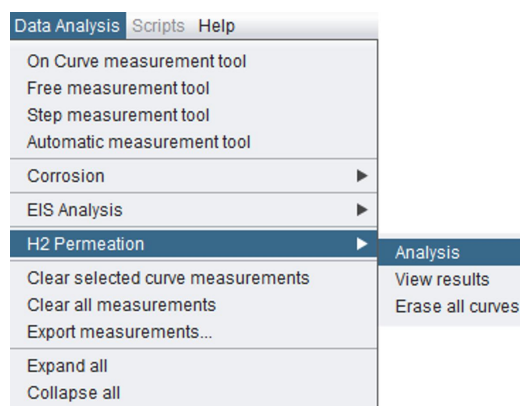 Data Analysis Scripts Help
On Curve measurement tool
Free measurement tool
Step measurement tool
Automatic measurement tool
Corrosion
EIS Analysis
H2 Permeation
Analysis
View results
Erase all curves
Clear selected curve measurements
Clear all measurements
Export measurements...
Expand all
Collapse all